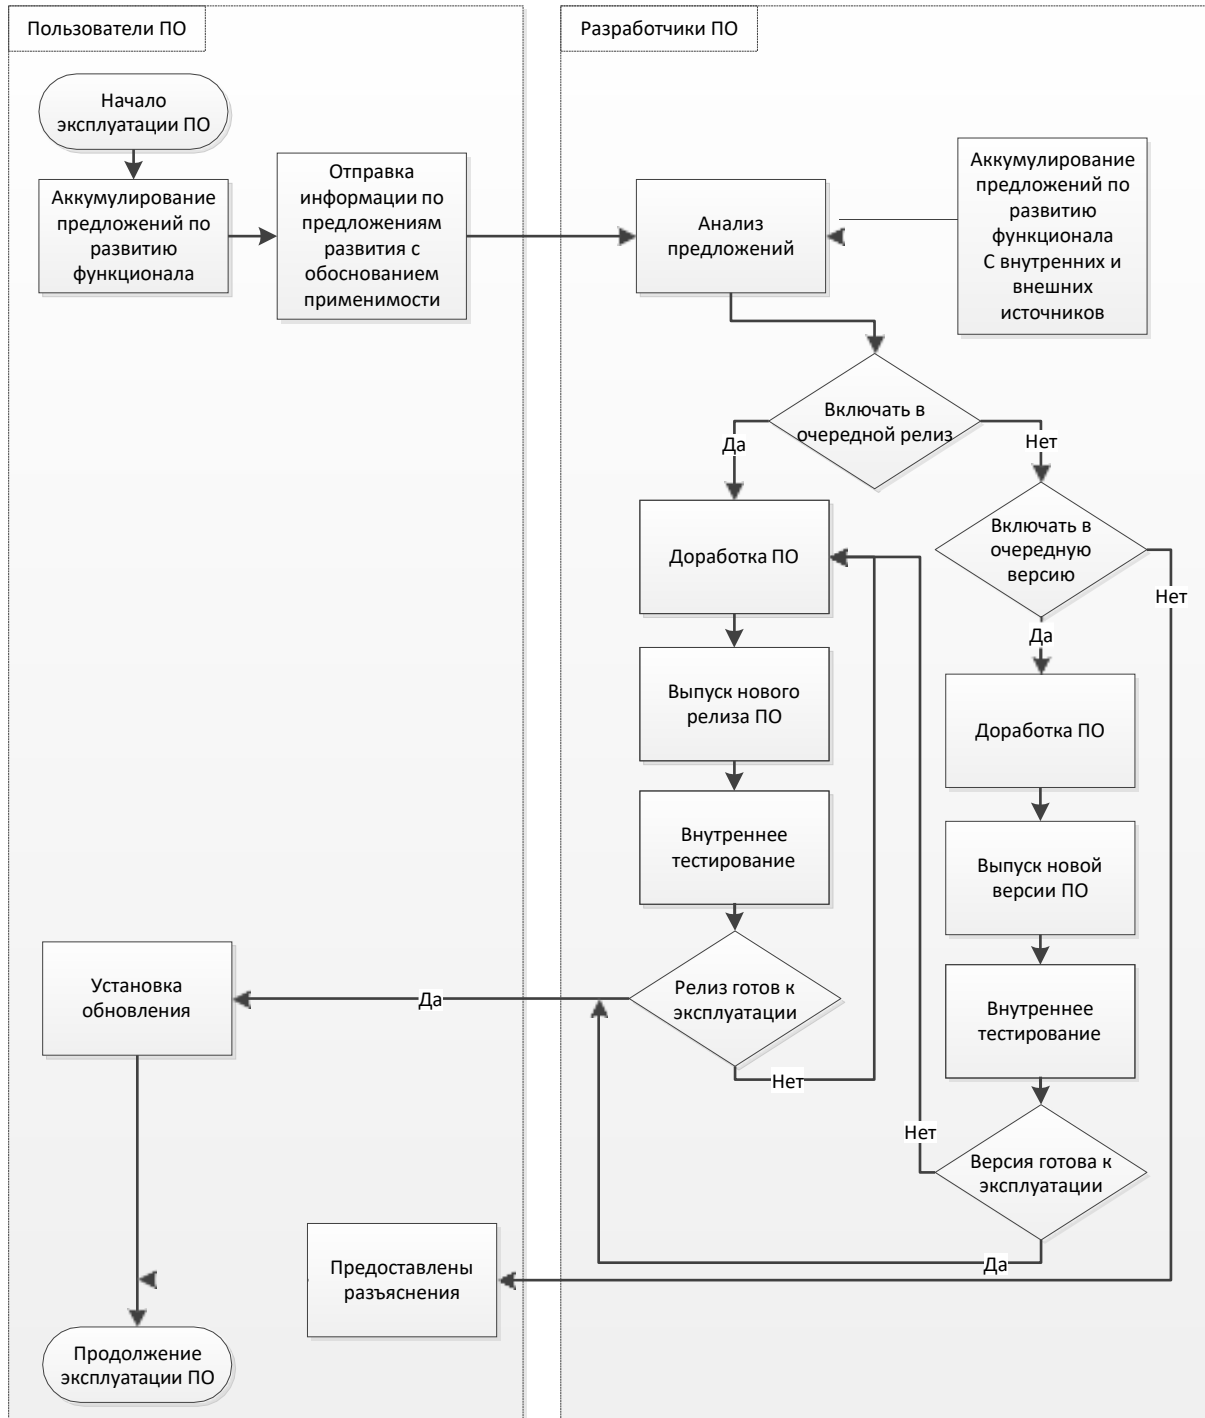 Пользователи ПО
Начало
эксплуатации ПО
Аккумулирование
предложений по
развитию
функционала
Отправка
информации по
предложениям
развития с
обоснованием
применимости
Установка
обновления
Предоставлены
разъяснения
Продолжение
эксплуатации ПО
Разработчики ПО
Анализ
предложений
Аккумулирование
предложений по
развитию
функционала
С внутренних и
внешних
источников
Включать в
очередной релиз
Да
Нет
Доработка ПО
Включать в
очередную
версию
Нет
Да
Выпуск нового
релиза ПО
Доработка ПО
Внутреннее
тестирование
Выпуск новой
версии ПО
Релиз готов к
эксплуатации
Да
Нет
Внутреннее
тестирование
Нет
Версия готова к
эксплуатации
Да